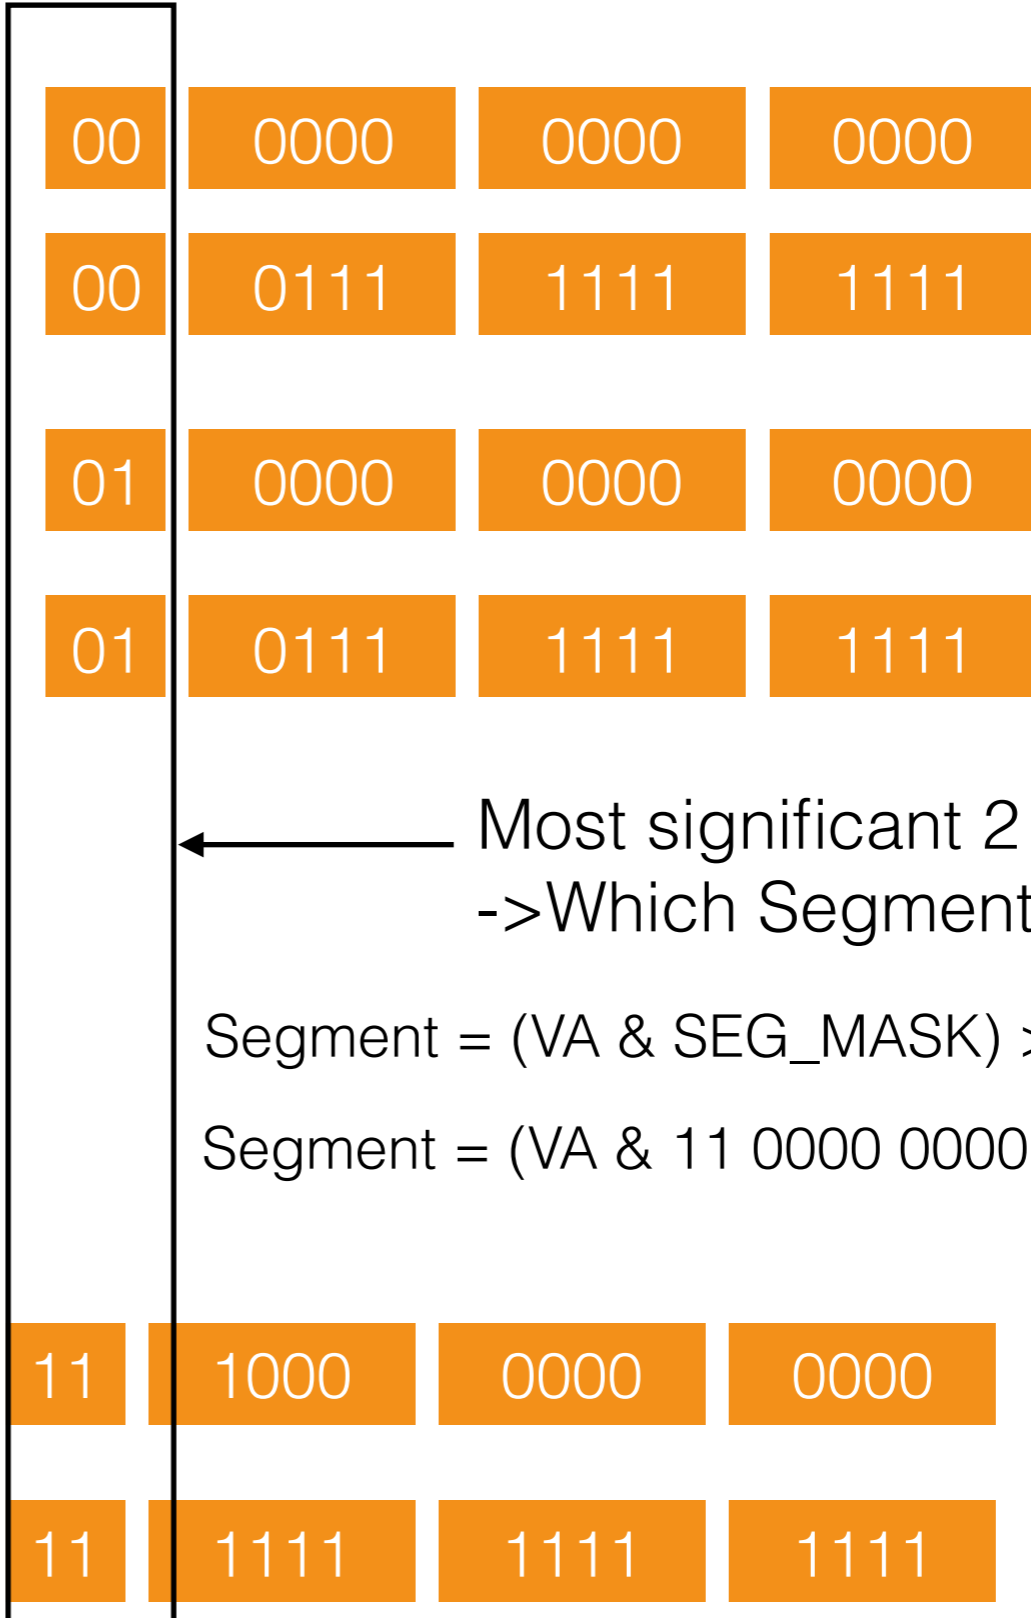 00 0000 0000 0000
00 0111 1111 1111
01 0000 0000 0000
01 0111 1111 1111
Most significant 2
->Which Segment
Segment = (VA & SEG_MASK) >
Segment = (VA & 11 0000 0000
11 1000 0000 0000
11 1111 1111 1111